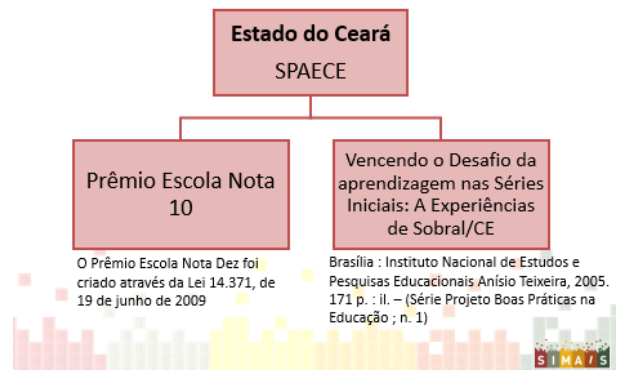 Estado do Ceará
SPAECE
Prêmio Escola Nota
10
Vencendo o Desafio da
aprendizagem nas Séries
Iniciais: A Experiências
de Sobral/CE
O Prêmio Escola Nota Dez foi
criado através da Lei 14.371, de
19 de junho de 2009
Brasília : Instituto Nacional de Estudos e
Pesquisas Educacionais Anísio Teixeira, 2005.
171 p. : il. – (Série Projeto Boas Práticas na
Educação ; n. 1)
SIMAIS